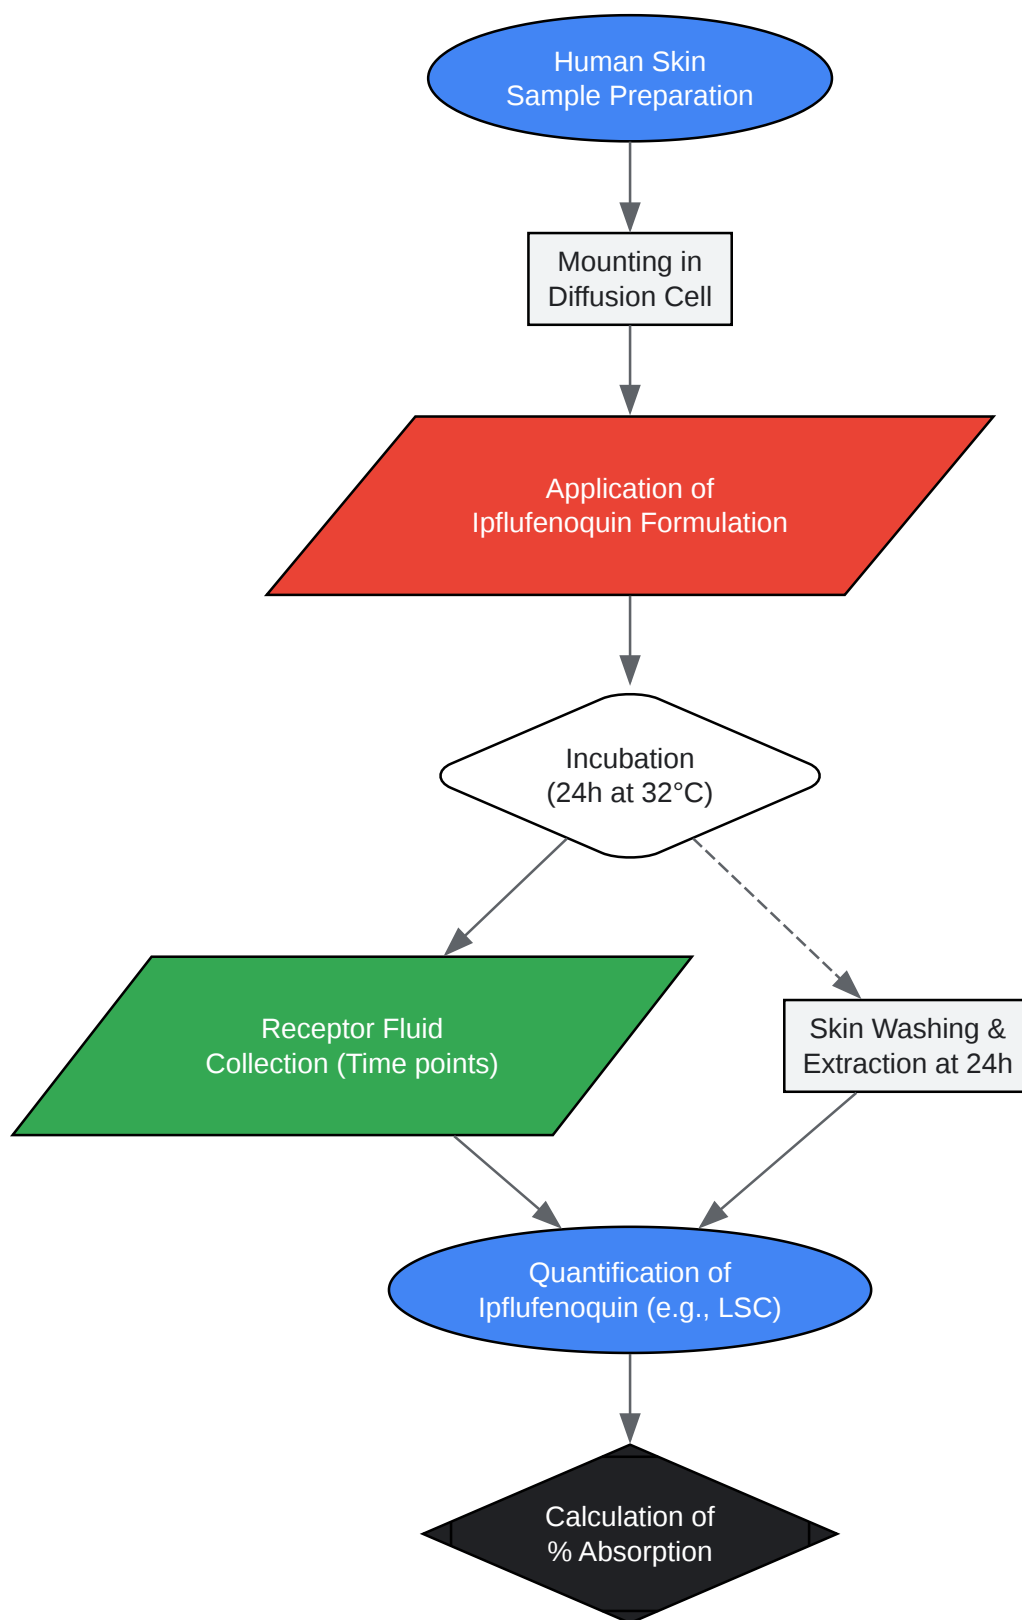 Human Skin
Sample Preparation
Mounting in
Diffusion Cell
Application of
Ipflufenoquin Formulation
Incubation
(24h at 32°C)
Receptor Fluid
Collection (Time points)
Skin Washing &
Extraction at 24h
Quantification of
Ipflufenoquin (e.g., LSC)
Calculation of
% Absorption